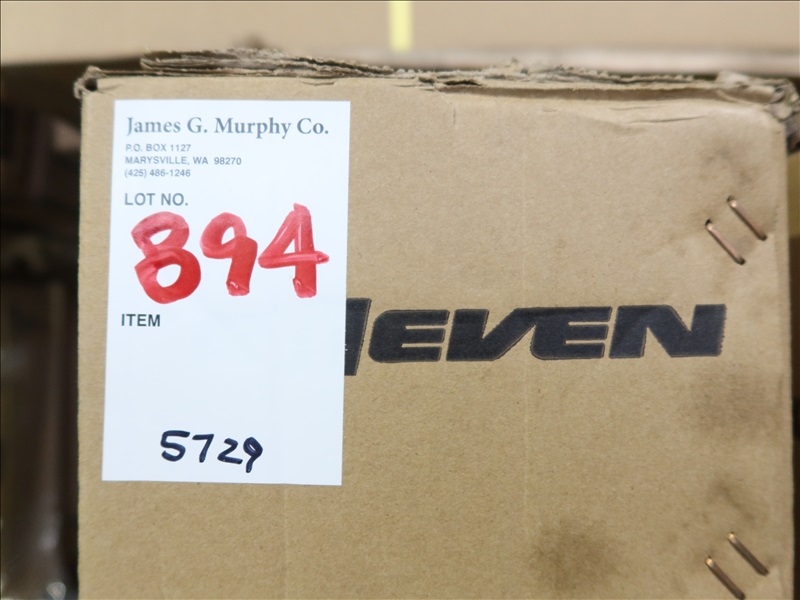 James G. Murphy Co.
P.O. BOX 1127
MARYSVILLE, WA 98270
(425) 486-1246
LOT NO.
894
ITEM
5729